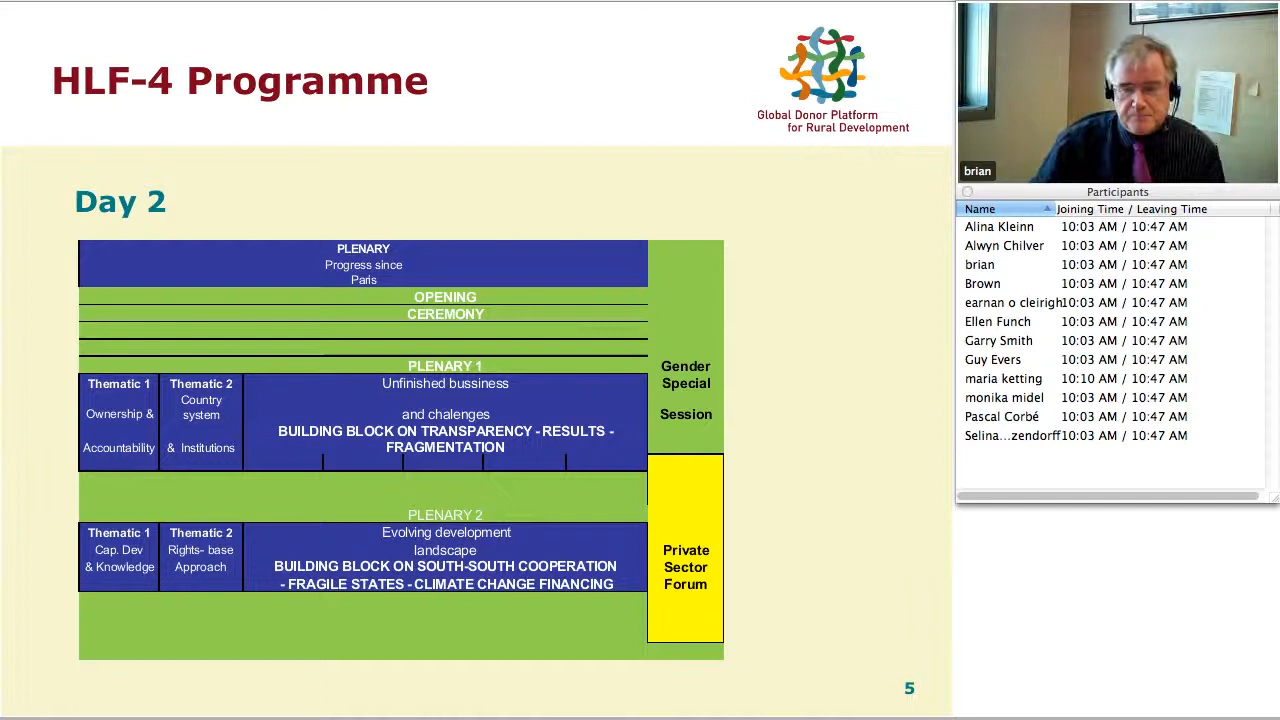 HLF-4 Programme
Global Donor Platform
for Rural Development
Day 2
PLENARY
Progress since
Paris
OPENING
CEREMONY
PLENARY 1
Thematic 1
Ownership &
Accountability
Thematic 2
Country
system
& Institutions
Unfinished bussiness
and chalenges
BUILDING BLOCK ON TRANSPARENCY - RESULTS -
FRAGMENTATION
Gender
Special
Session
PLENARY 2
Thematic 1
Cap. Dev
& Knowledge
Thematic 2
Rights- base
Approach
Evolving development
landscape
BUILDING BLOCK ON SOUTH-SOUTH COOPERATION
- FRAGILE STATES - CLIMATE CHANGE FINANCING
Private
Sector
Forum
5
brian
Participants
Name Joining Time / Leaving Time
Alina Kleinn 10:03 AM / 10:47 AM
Alwyn Chilver 10:03 AM / 10:47 AM
brian 10:03 AM / 10:47 AM
Brown 10:03 AM / 10:47 AM
earnan o cleirigh 10:03 AM / 10:47 AM
Ellen Funch 10:03 AM / 10:47 AM
Garry Smith 10:03 AM / 10:47 AM
Guy Evers 10:03 AM / 10:47 AM
maria ketting 10:10 AM / 10:47 AM
monika midel 10:03 AM / 10:47 AM
Pascal Corbé 10:03 AM / 10:47 AM
Selina...zendorff 10:03 AM / 10:47 AM